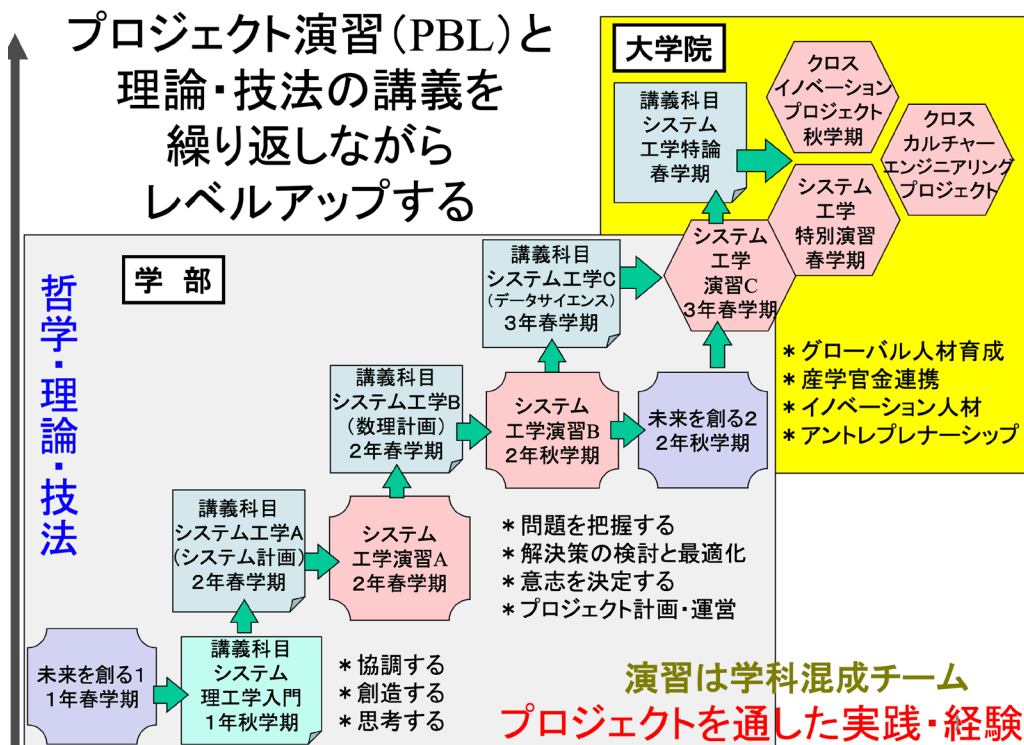 プロジェクト演習（PBL）と
理論・技法の講義を
繰り返しながら
レベルアップする
大学院
クロス
イノベーション
プロジェクト
秋学期
クロス
カルチャー
エンジニアリング
プロジェクト
講義科目
システム
工学特論
春学期
システム
工学
特別演習
春学期
学　部
哲学・理論・技法
講義科目
システム工学C
（データサイエンス）
３年春学期
システム
工学
演習C
３年春学期
＊グローバル人材育成
＊産学官金連携
＊イノベーション人材
＊アントレプレナーシップ
講義科目
システム工学B
（数理計画）
２年春学期
システム
工学演習B
２年秋学期
未来を創る２
２年秋学期
講義科目
システム工学A
（システム計画）
２年春学期
システム
工学演習A
２年春学期
＊問題を把握する
＊解決策の検討と最適化
＊意志を決定する
＊プロジェクト計画・運営
未来を創る１
１年春学期
講義科目
システム
理工学入門
１年秋学期
＊協調する
＊創造する
＊思考する
演習は学科混成チーム
プロジェクトを通した実践・経験